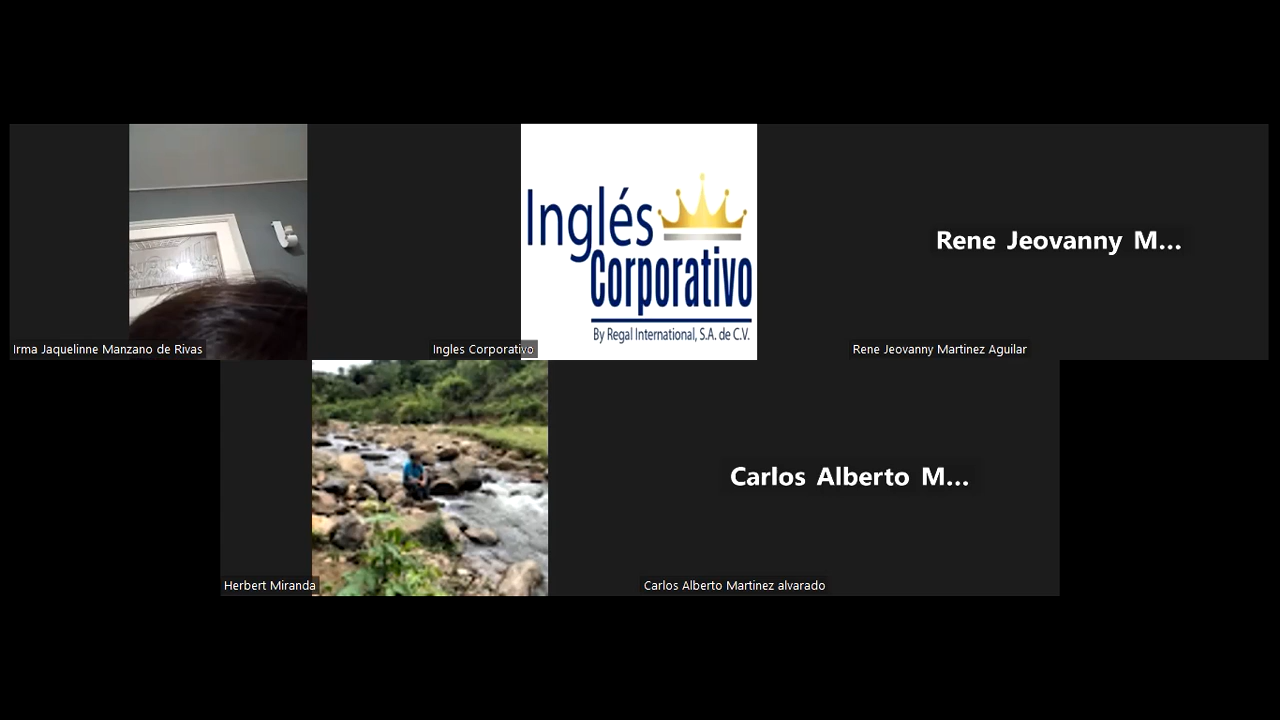 Inglés
Corporativo
By Regal International, S.A. de C.V.
Rene Jeovanny M...
Irma Jaquelinne Manzano de Rivas
Ingles Corporativo
Rene Jeovanny Martinez Aguilar
Carlos Alberto M...
Herbert Miranda
Carlos Alberto Martinez alvarado